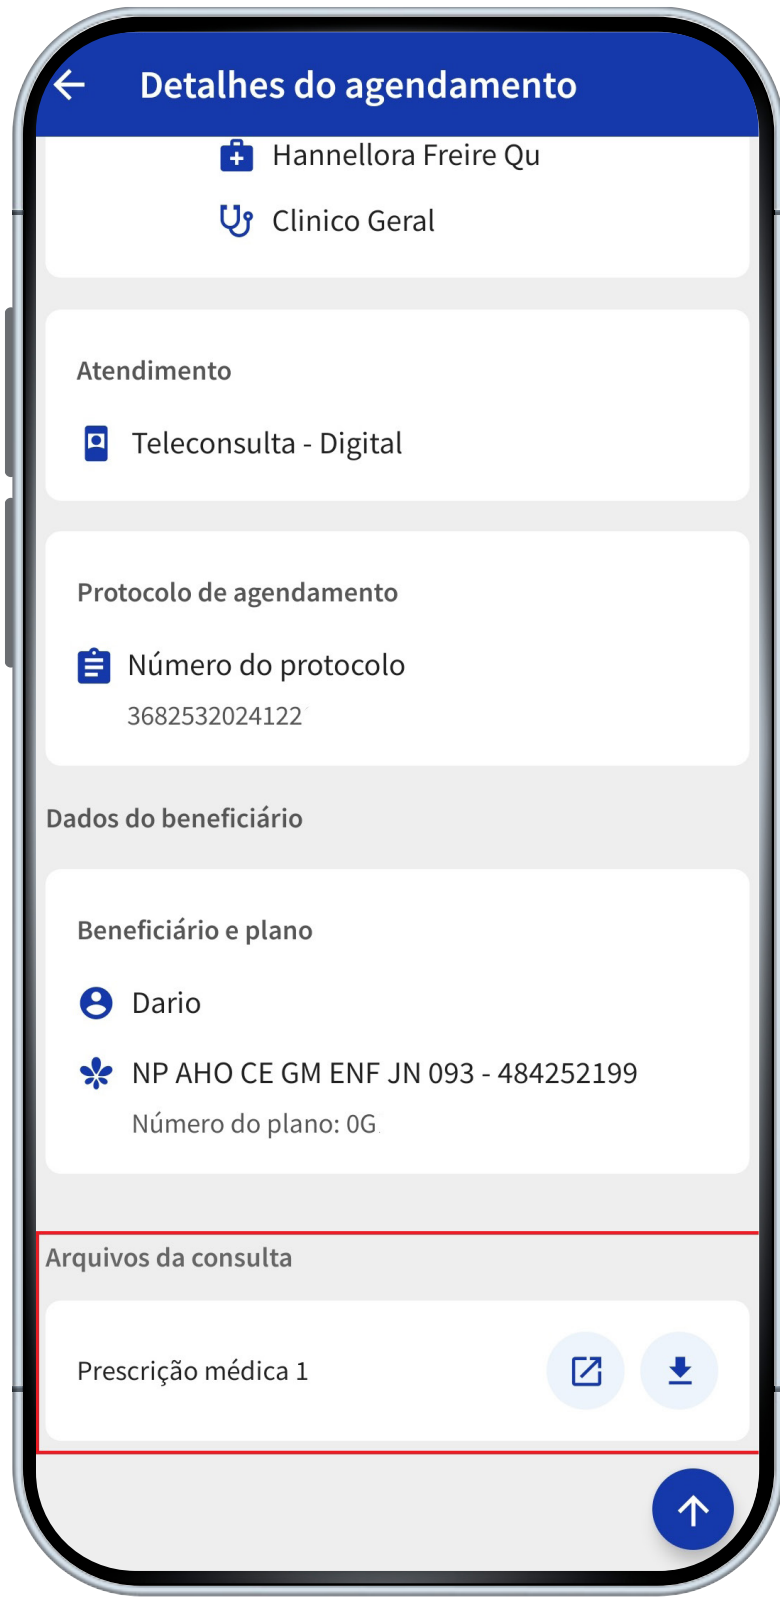 Detalhes do agendamento
Hannellora Freire Qu
Clinico Geral
Atendimento
Teleconsulta - Digital
Protocolo de agendamento
Número do protocolo
3682532024122
Dados do beneficiário
Beneficiário e plano
Dario
NP AHO CE GM ENF JN 093 - 484252199
Número do plano: 0G
Arquivos da consulta
Prescrição médica 1